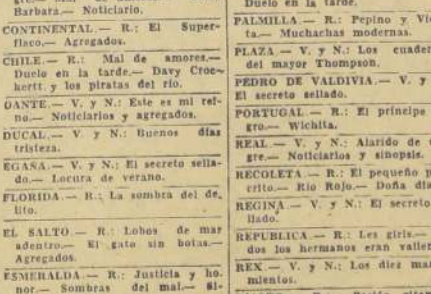 Barbara.— Noticiario.
CONTINENTAL.— R.: El Super-
flaco.— Agregados.
CHILE.— R.: Mal de amores.—
Duelo en la tarde.— Davy Croc-
hertt y los piratas del río.
DANTE.— V. y N.: Este es mi rei-
no.— Noticiarios y agregados.
DUCAL.— V. y N.: Buenos días
tristeza.
EGAÑA.— V. y N.: El secreto sella-
do.— Locura de verano.
FLORIDA.— R.: La sombra del de-
lito.
EL SALTO.— R.: Lobos de mar
adentro.— El gato sin botas.—
Agregados.
ESMERALDA.— R.: Justicia y ho-
nor.— Sombras del mal.— Si-
Duelo en la tarde.
PALMILLA.— R.: Pepino y Vio
ta.— Muchachas modernas.
PLAZA.— V. y N.: Los cuader
del mayor Thompson.
PEDRO DE VALDIVIA.— V. y
El secreto sellado.
PORTUGAL.— R.: El príncipe
gro.— Wichita.
REAL.— V. y N.: Alarido de
gre.— Noticiarios y sinopsis.
RECOLETA.— R.: El pequeño p
crito.— Río Rojo.— Doña dia
REGINA.— V. y N.: El secreto
llado.
REPUBLICA.— R.: Les girls.—
dos los hermanos eran valien
REX.— V. y N.: Los diez man
mientos.